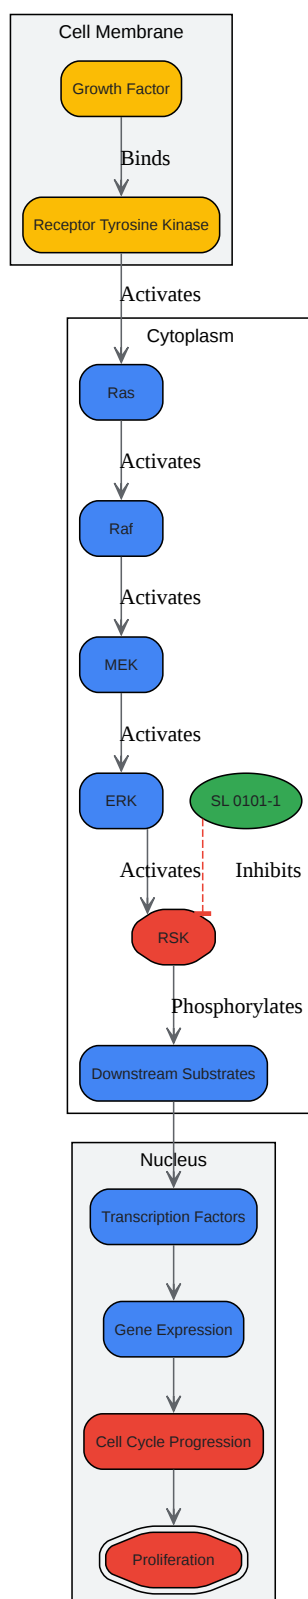 Cell Membrane
Growth Factor
Binds
Receptor Tyrosine Kinase
Activates
Cytoplasm
Ras
Activates
Raf
Activates
MEK
Activates
ERK
SL 0101-1
Activates
Inhibits
RSK
Phosphorylates
Downstream Substrates
Nucleus
Transcription Factors
Gene Expression
Cell Cycle Progression
Proliferation